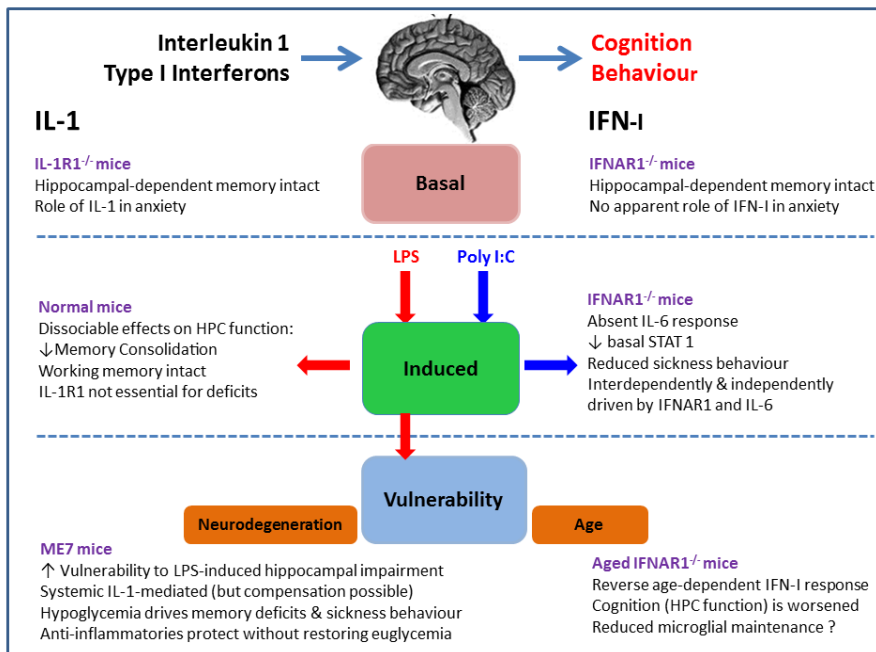 Interleukin 1
Type I Interferons
Cognition
Behaviour
IL-1
IFN-I
IL-1R1-/- mice
Hippocampal-dependent memory intact
Role of IL-1 in anxiety
Basal
IFNAR1-/- mice
Hippocampal-dependent memory intact
No apparent role of IFN-I in anxiety
LPS
Poly I:C
Normal mice
Dissociable effects on HPC function:
↓Memory Consolidation
Working memory intact
IL-1R1 not essential for deficits
Induced
IFNAR1-/- mice
Absent IL-6 response
↓ basal STAT 1
Reduced sickness behaviour
Interdependently & independently
driven by IFNAR1 and IL-6
Vulnerability
Neurodegeneration
Age
ME7 mice
↑ Vulnerability to LPS-induced hippocampal impairment
Systemic IL-1-mediated (but compensation possible)
Hypoglycemia drives memory deficits & sickness behaviour
Anti-inflammatories protect without restoring euglycemia
Aged IFNAR1-/- mice
Reverse age-dependent IFN-I response
Cognition (HPC function) is worsened
Reduced microglial maintenance ?